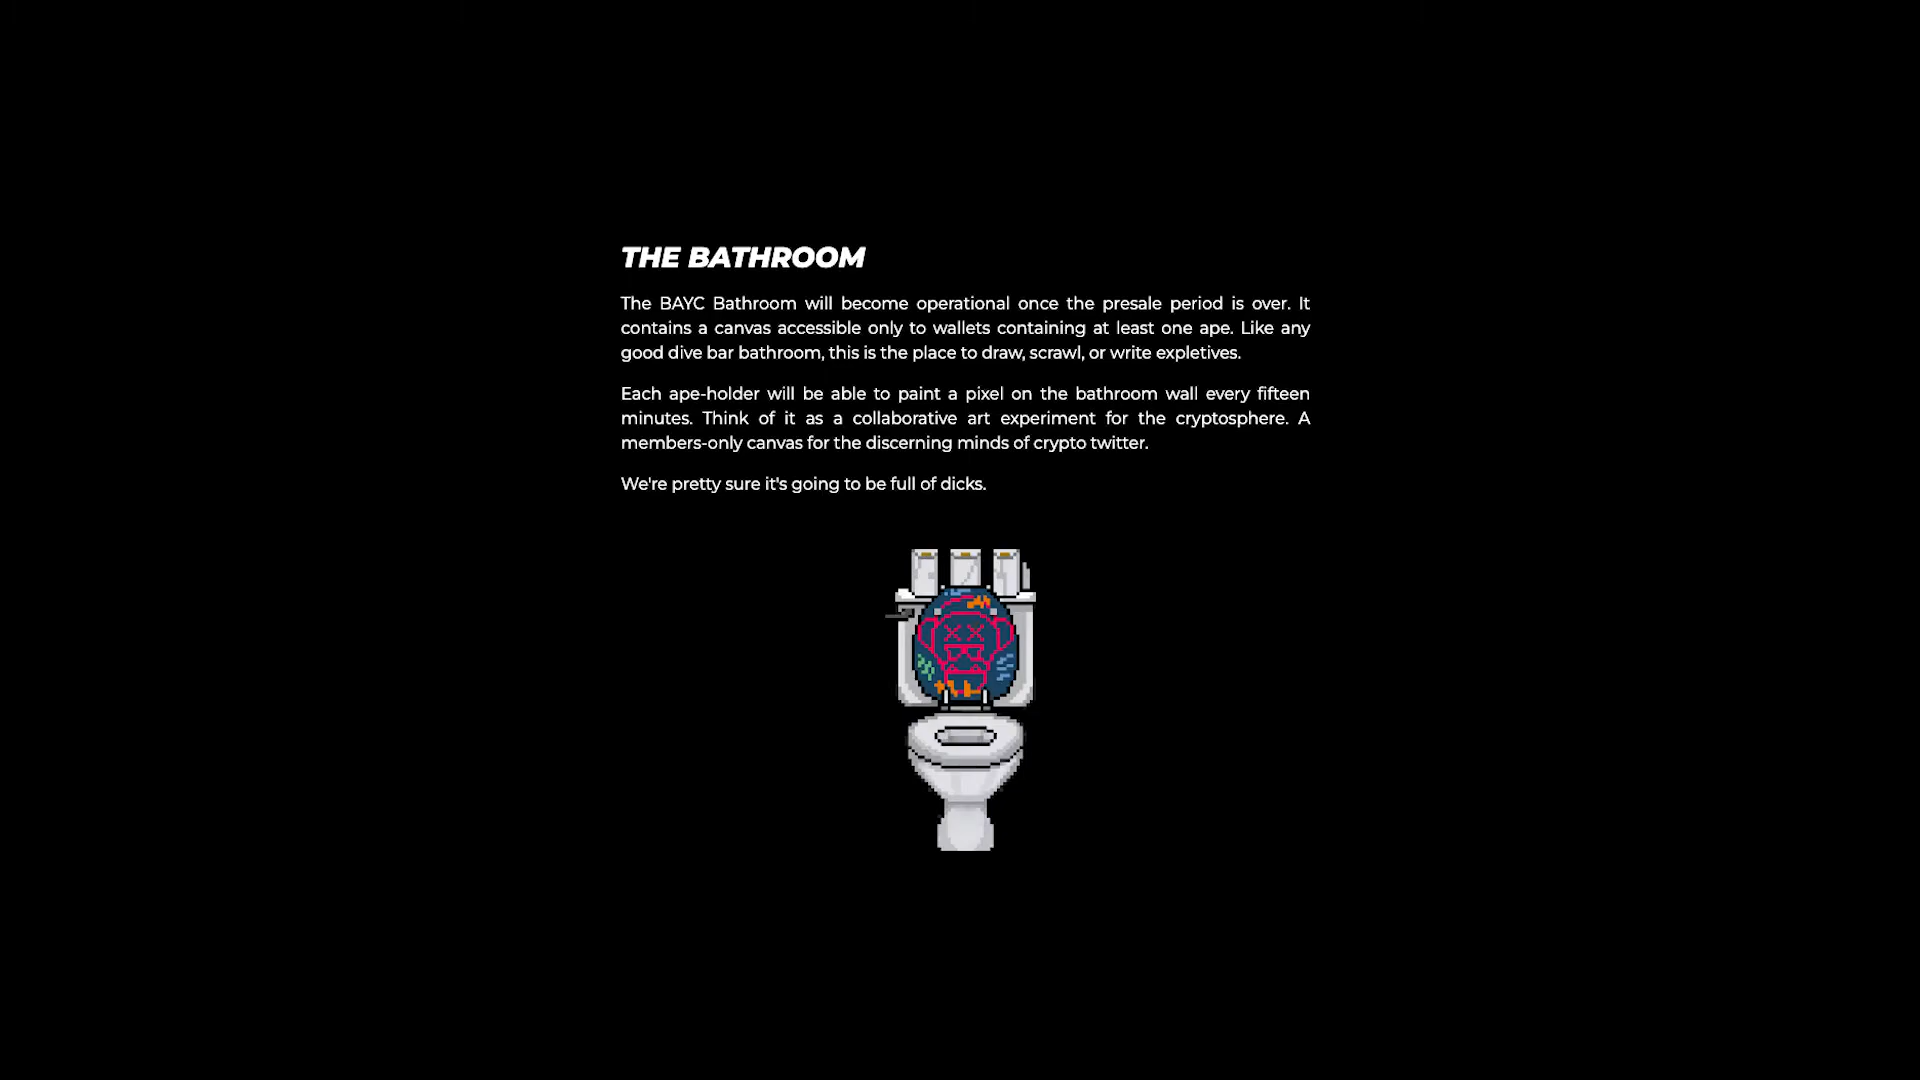 THE BATHROOM
The BAYC Bathroom will become operational once the presale period is over. It
contains a canvas accessible only to wallets containing at least one ape. Like any
good dive bar bathroom, this is the place to draw, scrawl, or write expletives.
Each ape-holder will be able to paint a pixel on the bathroom wall every fifteen
minutes. Think of it as a collaborative art experiment for the cryptosphere. A
members-only canvas for the discerning minds of crypto twitter.
We're pretty sure it's going to be full of dicks.